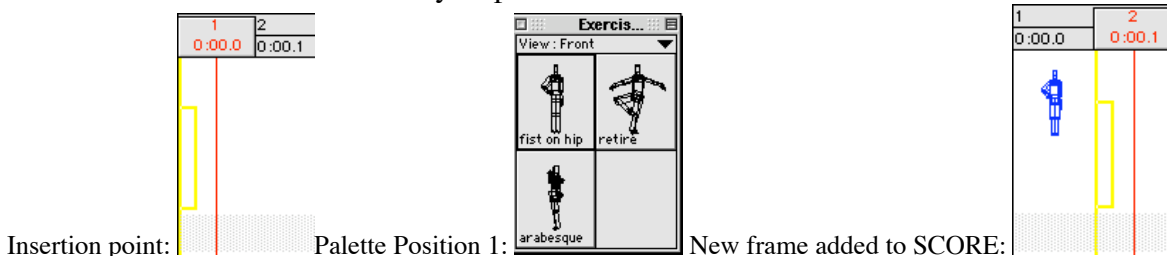 1 2
0:00.0 0:00.1
Exercis...
View: Front
fist on hip retire
arabesque
1 2
0:00.0 0:00.1
Insertion point: Palette Position 1: New frame added to SCORE: